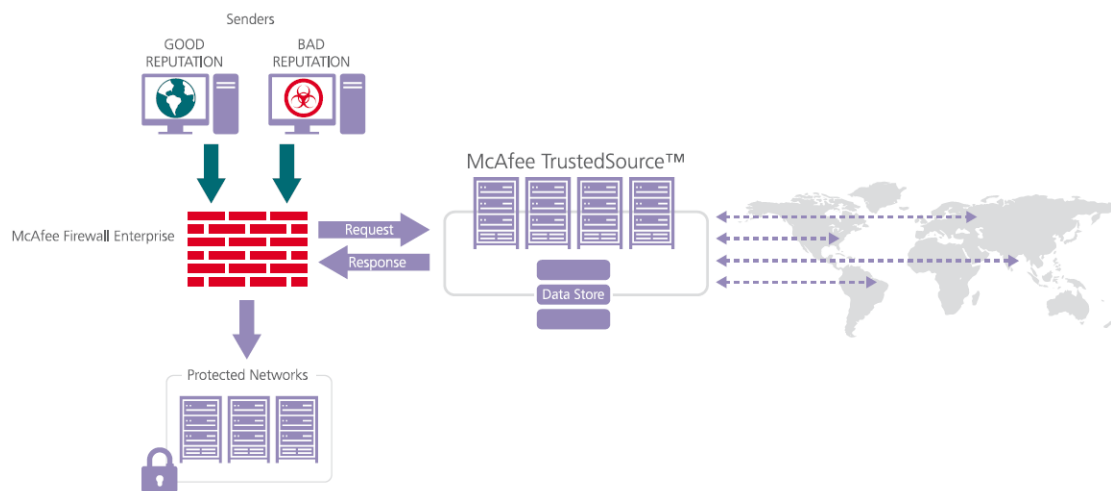 Senders
GOOD
REPUTATION
BAD
REPUTATION
McAfee TrustedSource™
McAfee Firewall Enterprise
Request
Response
Data Store
Protected Networks